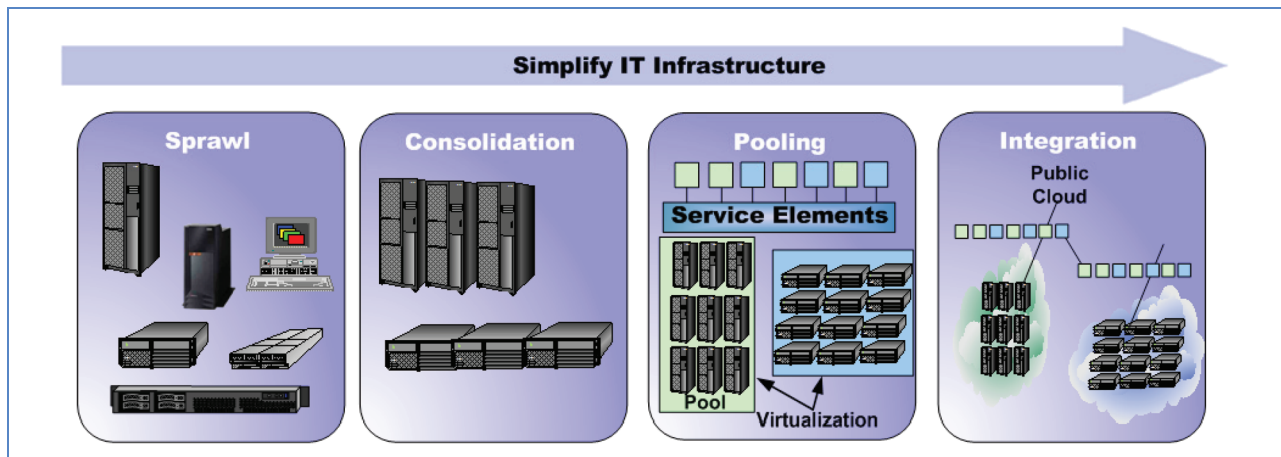 Simplify IT Infrastructure
Sprawl
Consolidation
Pooling
Service Elements
Pool
Virtualization
Integration
Public
Cloud